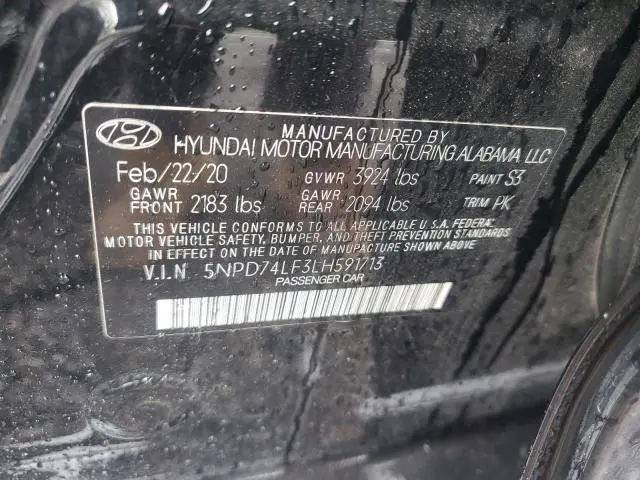 MANUFACTURED BY
HYUNDAI MOTOR MANUFACTURING ALABAMA, LLC
Feb/22/20 GVWR 3924 lbs PAINT S3
GAWR FRONT 2183 lbs GAWR REAR 2094 lbs TRIM PK
THIS VEHICLE CONFORMS TO ALL APPLICABLE U.S.A. FEDERAL
MOTOR VEHICLE SAFETY, BUMPER, AND THEFT PREVENTION STANDARDS
IN EFFECT ON THE DATE OF MANUFACTURE SHOWN ABOVE.
V.I.N 5NPD74LF3LH591713
PASSENGER CAR